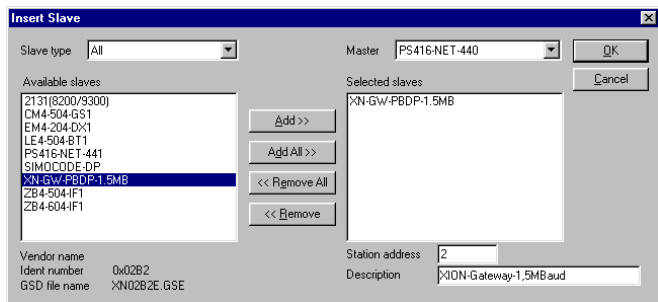 Insert Slave
Slave type All
Master PS416-NET-440
OK
Cancel
Available slaves
2131(8200/9300)
CM4-504-GS1
EM4-204-DX1
LE4-504-BT1
PS416-NET-441
SIMOCODE-DP
XN-GW-PBDP-1.5MB
ZB4-504-IF1
ZB4-604-IF1
Add >>
Add All >>
<< Remove All
<< Remove
Selected slaves
XN-GW-PBDP-1.5MB
Vendor name
Ident number 0x02B2
GSD file name XN02B2E.GSE
Station address 2
Description XION-Gateway-1,5MBaud